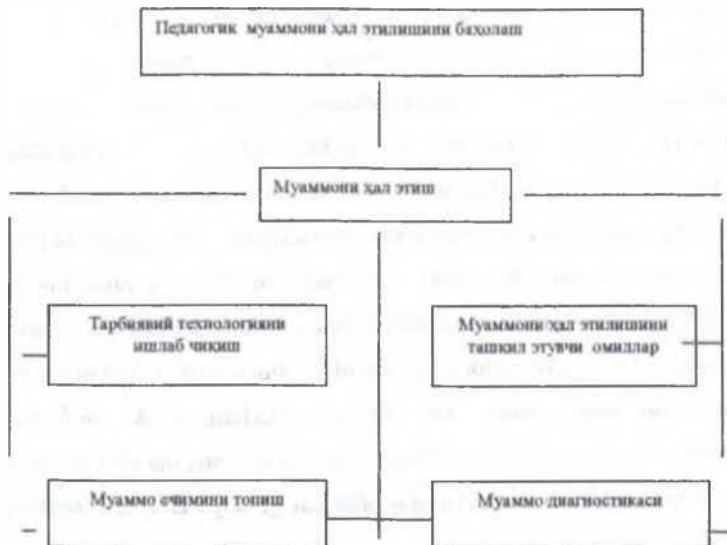 Педагогик муаммони ҳал этилишини баҳолаш
Муаммони ҳал этиш
Тарбиявий технологияни
ишлаб чиқиш
Муаммони ҳал этилишини
ташкил этувчи омиллар
Муаммо ечимини топиш
Муаммо диагностикаси